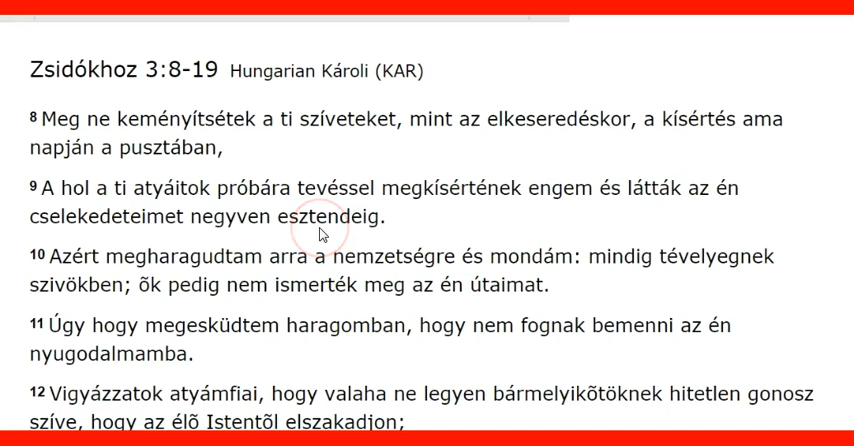 Zsidókhoz 3:8-19 Hungarian Károli (KAR)
8 Meg ne keményítsétek a ti szíveteket, mint az elkeseredéskor, a kísértés ama
napján a pusztában,
9 A hol a ti atyáitok próbára tevéssel megkísértének engem és látták az én
cselekedeteimet negyven esztendeig.
10 Azért megharagudtam arra a nemzetségre és mondám: mindig tévelyegnek
szivökben; õk pedig nem ismerték meg az én útaimat.
11 Úgy hogy megesküdtem haragomban, hogy nem fognak bemenni az én
nyugodalmamba.
12 Vigyázzatok atyámfiai, hogy valaha ne legyen bármelyikõtöknek hitetlen gonosz
szíve, hogy az élõ Istentõl elszakadjon;